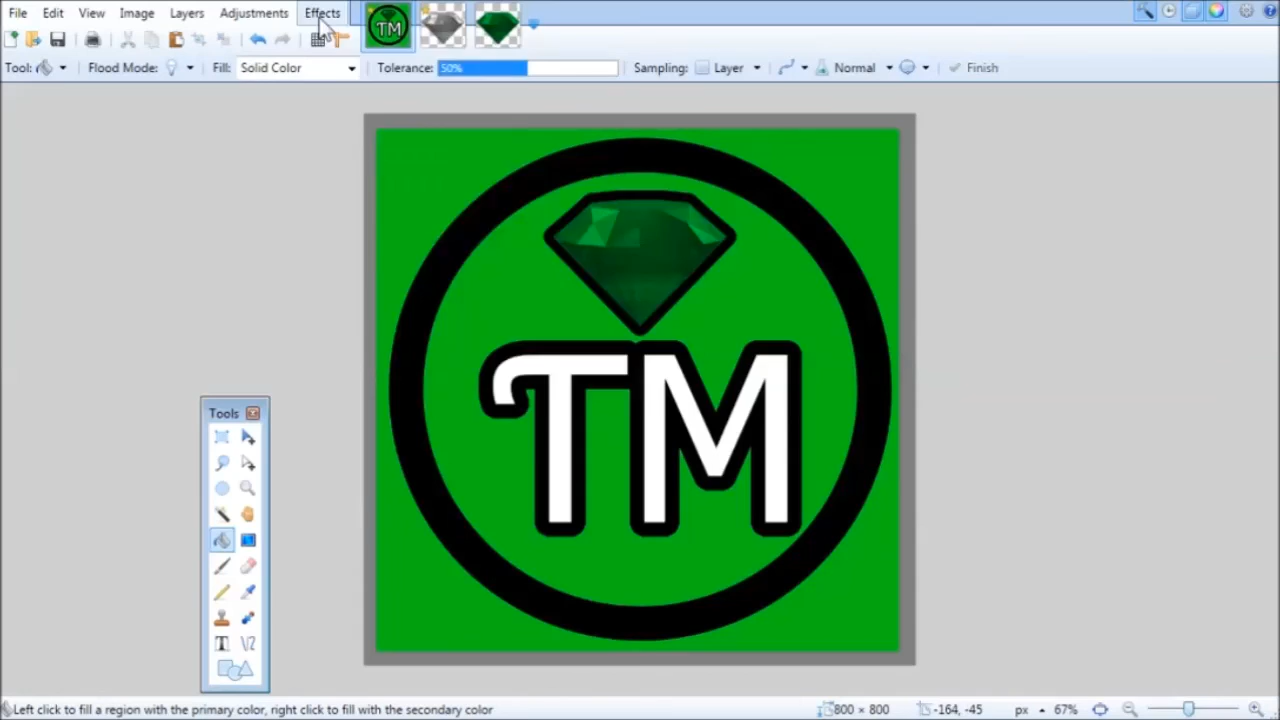 File Edit View Image Layers Adjustments Effects
TM
Tool: Flood Mode: Fill: Solid Color Tolerance: 50% Sampling: Layer Normal Finish
TM
Tools
Left click to fill a region with the primary color, right click to fill with the secondary color 800 × 800 -164, -45 px 67%